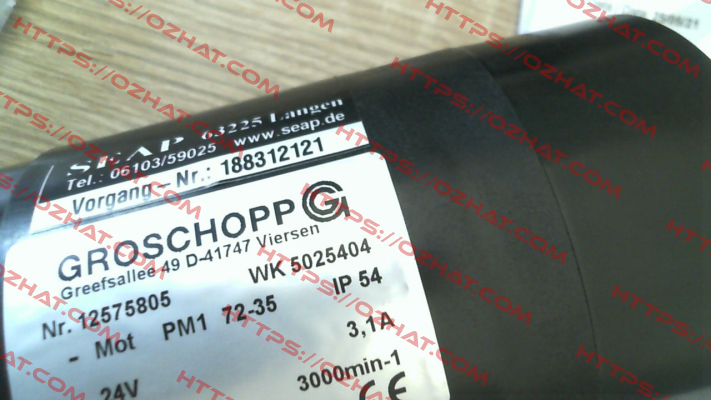 SEAP 63225 Langen
Tel.: 06103/59025 www.seap.de
Vorgang - Nr.: 188312121
GROSCHOPP G
Greefsallee 49 D-41747 Viersen
WK 5025404
Nr. 12575805 IP 54
- Mot PM1 72-35 3,1A
24V 3000min-1
CE
HTTPS://OZHAT.COM